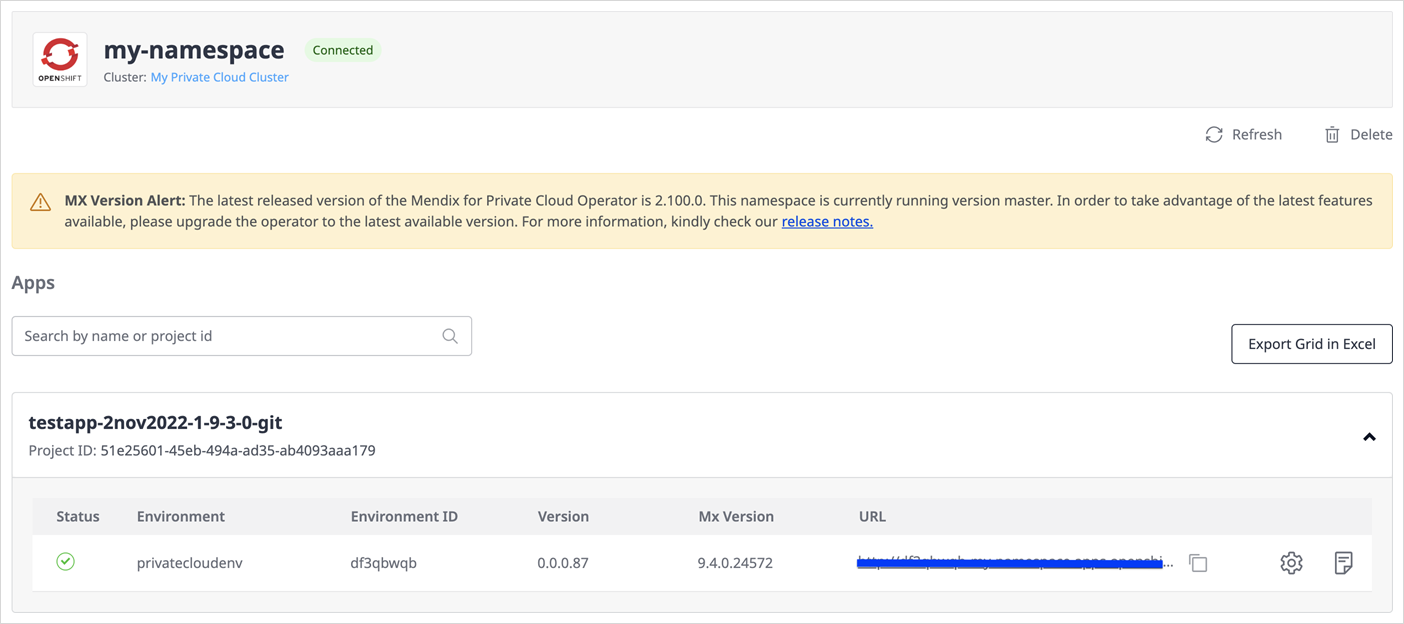 my-namespace
Connected
OPENSHIFT
Cluster: My Private Cloud Cluster
Refresh
Delete
MX Version Alert: The latest released version of the Mendix for Private Cloud Operator is 2.100.0. This namespace is currently running version master. In order to take advantage of the latest features
available, please upgrade the operator to the latest available version. For more information, kindly check our release notes.
Apps
Search by name or project id
Export Grid in Excel
testapp-2nov2022-1-9-3-0-git
Project ID: 51e25601-45eb-494a-ad35-ab4093aaa179
Status Environment Environment ID Version Mx Version URL
privatecloudenv df3qbwqb 0.0.0.87 9.4.0.24572